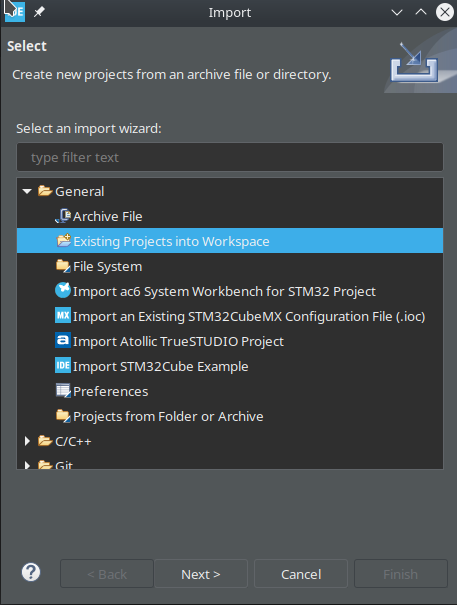 IDE
Import
Select
Create new projects from an archive file or directory.
Select an import wizard:
type filter text
General
Archive File
Existing Projects into Workspace
File System
Import ac6 System Workbench for STM32 Project
MX Import an Existing STM32CubeMX Configuration File (.ioc)
a Import Atollic TrueSTUDIO Project
IDE Import STM32Cube Example
Preferences
Projects from Folder or Archive
C/C++
Git
? < Back Next > Cancel Finish